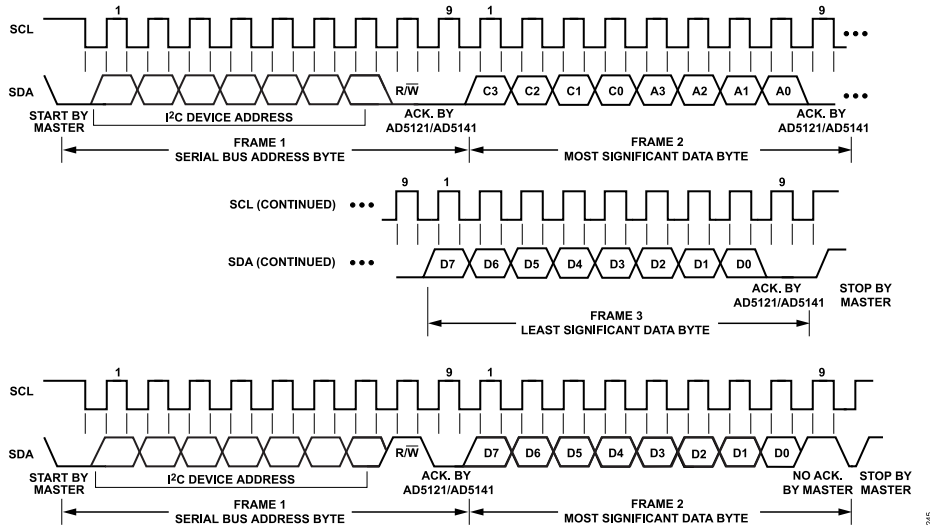 1 9 1 9
SCL •••
SDA R/W C3 C2 C1 C0 A3 A2 A1 A0 •••
START BY
MASTER
I²C DEVICE ADDRESS
ACK. BY
AD5121/AD5141
ACK. BY
AD5121/AD5141
FRAME 1
SERIAL BUS ADDRESS BYTE
FRAME 2
MOST SIGNIFICANT DATA BYTE
9 1 9
SCL (CONTINUED) •••
SDA (CONTINUED) ••• D7 D6 D5 D4 D3 D2 D1 D0
ACK. BY
AD5121/AD5141
STOP BY
MASTER
FRAME 3
LEAST SIGNIFICANT DATA BYTE
1 9 1 9
SCL
SDA R/W D7 D6 D5 D4 D3 D2 D1 D0
START BY
MASTER
I²C DEVICE ADDRESS
ACK. BY
AD5121/AD5141
NO ACK.
BY MASTER
STOP BY
MASTER
FRAME 1
SERIAL BUS ADDRESS BYTE
FRAME 2
MOST SIGNIFICANT DATA BYTE